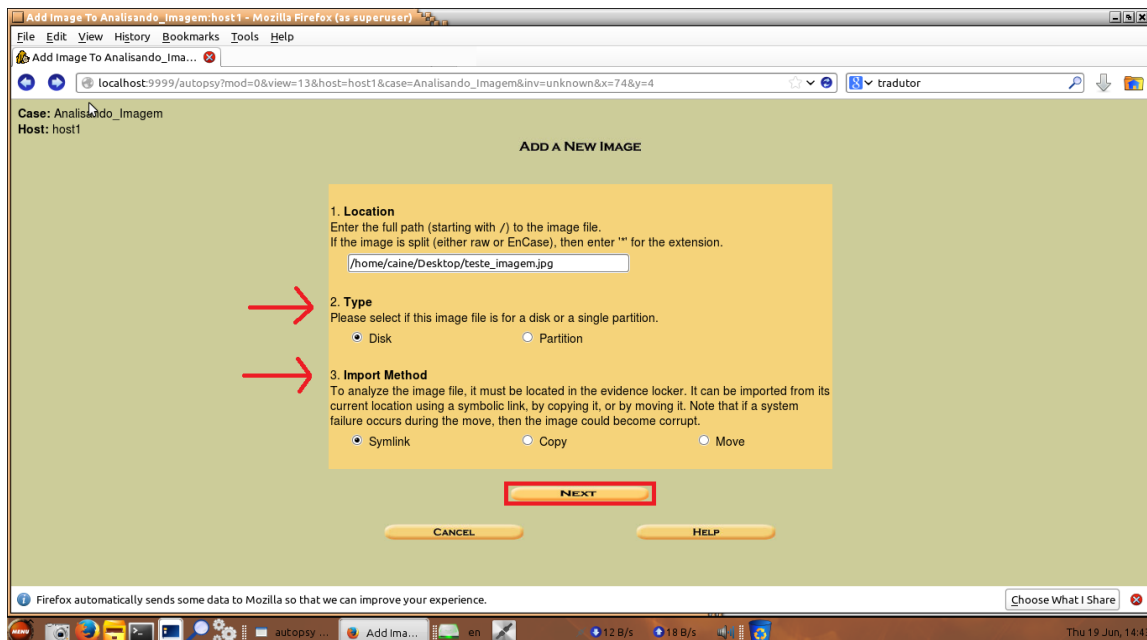 Add Image To Analisando_Imagem:host1 - Mozilla Firefox (as superuser)
File Edit View History Bookmarks Tools Help
Add Image To Analisando_Ima...
localhost:9999/autopsy?mod=0&view=13&host=host1&case=Analisando_Imagem&inv=unknown&x=74&y=4
tradutor
Case: Analisando_Imagem
Host: host1
ADD A NEW IMAGE
1. Location
Enter the full path (starting with /) to the image file.
If the image is split (either raw or EnCase), then enter '*' for the extension.
/home/caine/Desktop/teste_imagem.jpg
2. Type
Please select if this image file is for a disk or a single partition.
Disk Partition
3. Import Method
To analyze the image file, it must be located in the evidence locker. It can be imported from its
current location using a symbolic link, by copying it, or by moving it. Note that if a system
failure occurs during the move, then the image could become corrupt.
Symlink Copy Move
NEXT
CANCEL HELP
Firefox automatically sends some data to Mozilla so that we can improve your experience.
Choose What I Share
MENU autopsy ... Add Ima... en 12 B/s 18 B/s Thu 19 Jun, 14:4